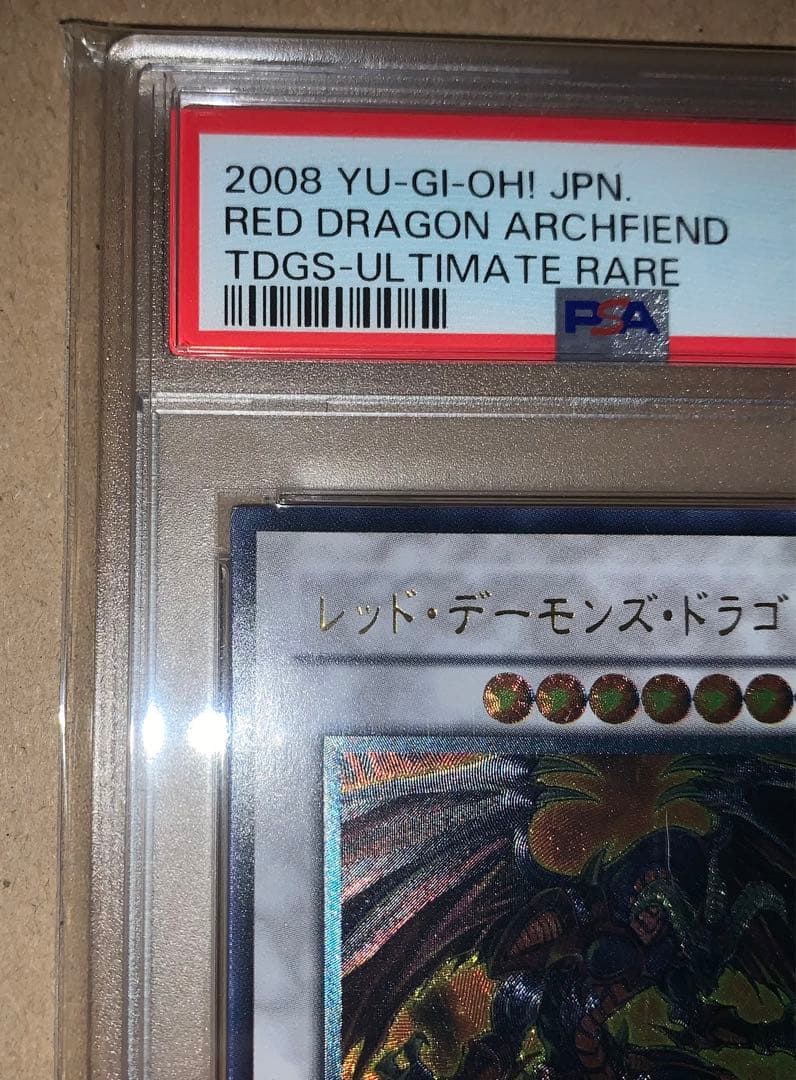 2008 YU-GI-OH! JPN.
RED DRAGON ARCHFIEND
TDGS-ULTIMATE RARE
PSA
レッド・デーモンズ・ドラゴ